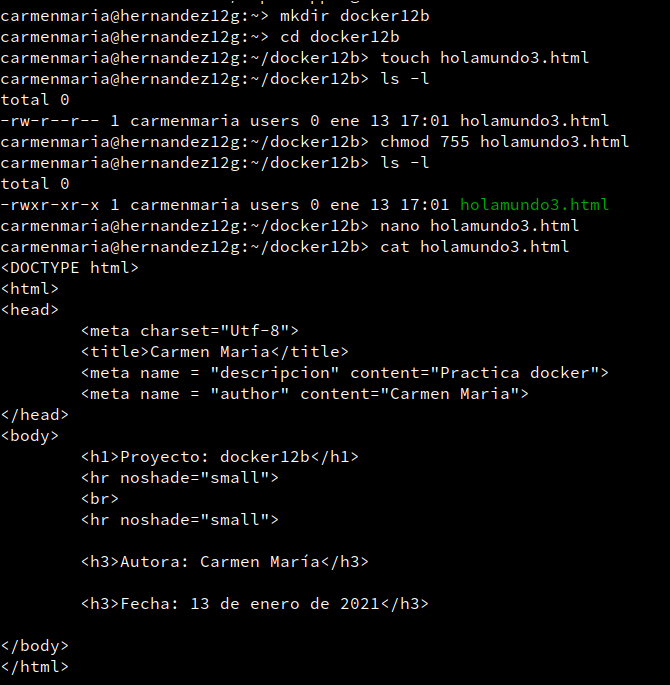 carmenmaria@hernandez12g:~> mkdir docker12b
carmenmaria@hernandez12g:~> cd docker12b
carmenmaria@hernandez12g:~/docker12b> touch holamundo3.html
carmenmaria@hernandez12g:~/docker12b> ls -l
total 0
-rw-r--r-- 1 carmenmaria users 0 ene 13 17:01 holamundo3.html
carmenmaria@hernandez12g:~/docker12b> chmod 755 holamundo3.html
carmenmaria@hernandez12g:~/docker12b> ls -l
total 0
-rwxr-xr-x 1 carmenmaria users 0 ene 13 17:01 holamundo3.html
carmenmaria@hernandez12g:~/docker12b> nano holamundo3.html
carmenmaria@hernandez12g:~/docker12b> cat holamundo3.html
<DOCTYPE html>
<html>
<head>
        <meta charset="Utf-8">
        <title>Carmen Maria</title>
        <meta name = "descripcion" content="Practica docker">
        <meta name = "author" content="Carmen Maria">
</head>
<body>
        <h1>Proyecto: docker12b</h1>
        <hr noshade="small">
        <br>
        <hr noshade="small">
        <h3>Autora: Carmen María</h3>
        <h3>Fecha: 13 de enero de 2021</h3>
</body>
</html>